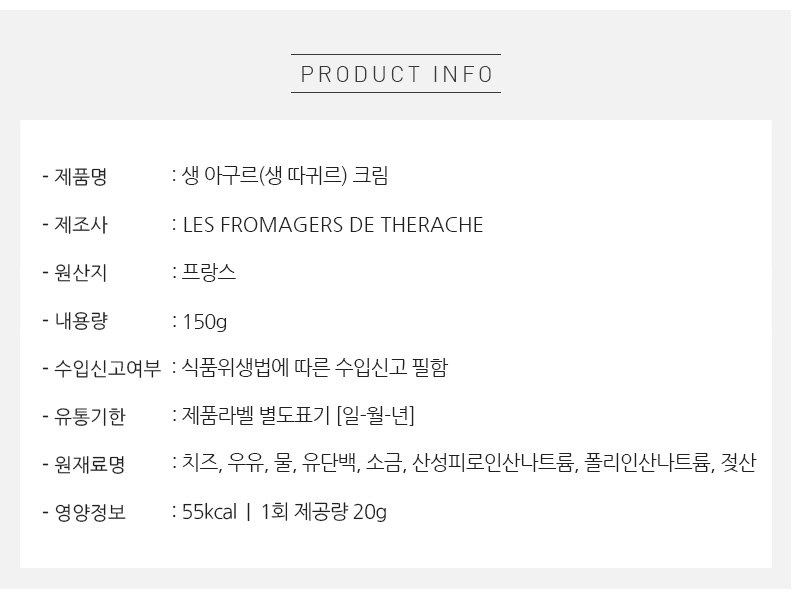 PRODUCT INFO
- 제품명 : 생 아구르(생 따귀르) 크림
- 제조사 : LES FROMAGERS DE THERACHE
- 원산지 : 프랑스
- 내용량 : 150g
- 수입신고여부 : 식품위생법에 따른 수입신고 필함
- 유통기한 : 제품라벨 별도표기 [일-월-년]
- 원재료명 : 치즈, 우유, 물, 유단백, 소금, 산성피로인산나트륨, 폴리인산나트륨, 젖산
- 영양정보 : 55kcal | 1회 제공량 20g